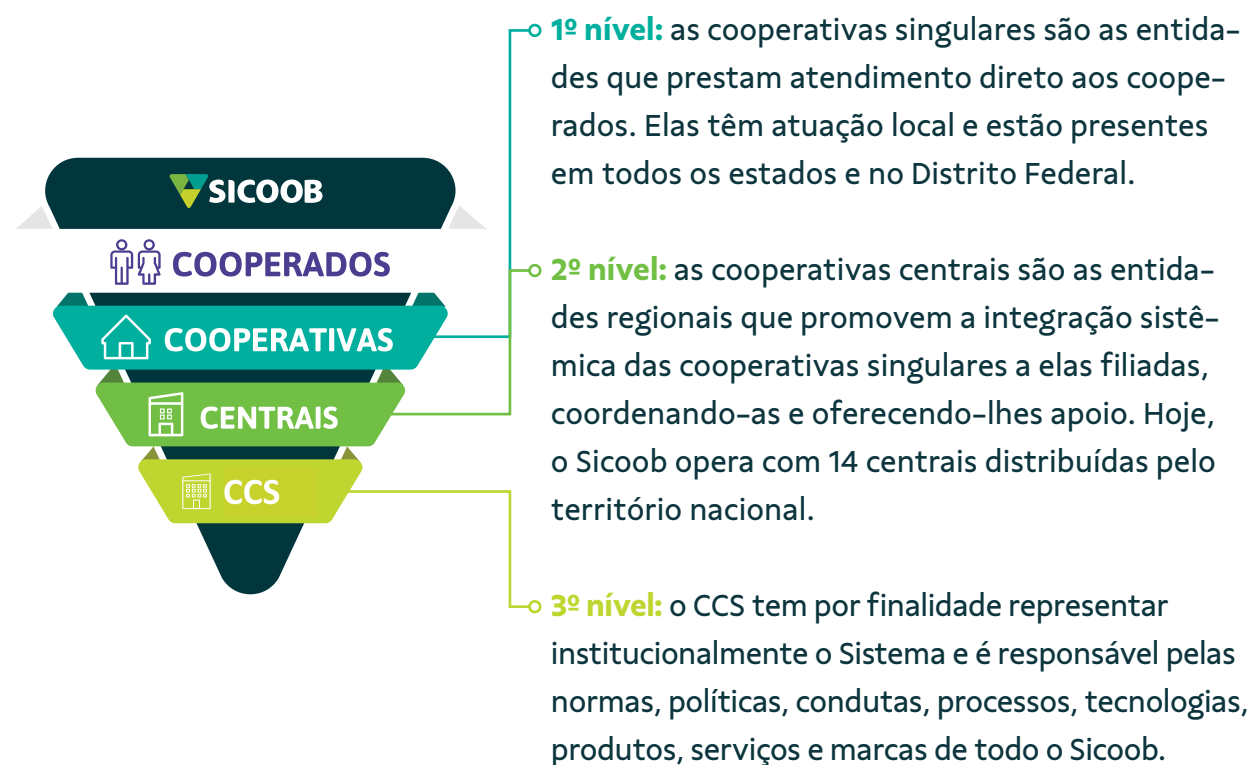 SICOOB
COOPERADOS
COOPERATIVAS
CENTRAIS
CCS
1º nível: as cooperativas singulares são as entida-
des que prestam atendimento direto aos coope-
rados. Elas têm atuação local e estão presentes
em todos os estados e no Distrito Federal.
2º nível: as cooperativas centrais são as entida-
des regionais que promovem a integração sistê-
mica das cooperativas singulares a elas filiadas,
coordenando-as e oferecendo-lhes apoio. Hoje,
o Sicoob opera com 14 centrais distribuídas pelo
território nacional.
3º nível: o CCS tem por finalidade representar
institucionalmente o Sistema e é responsável pelas
normas, políticas, condutas, processos, tecnologias,
produtos, serviços e marcas de todo o Sicoob.